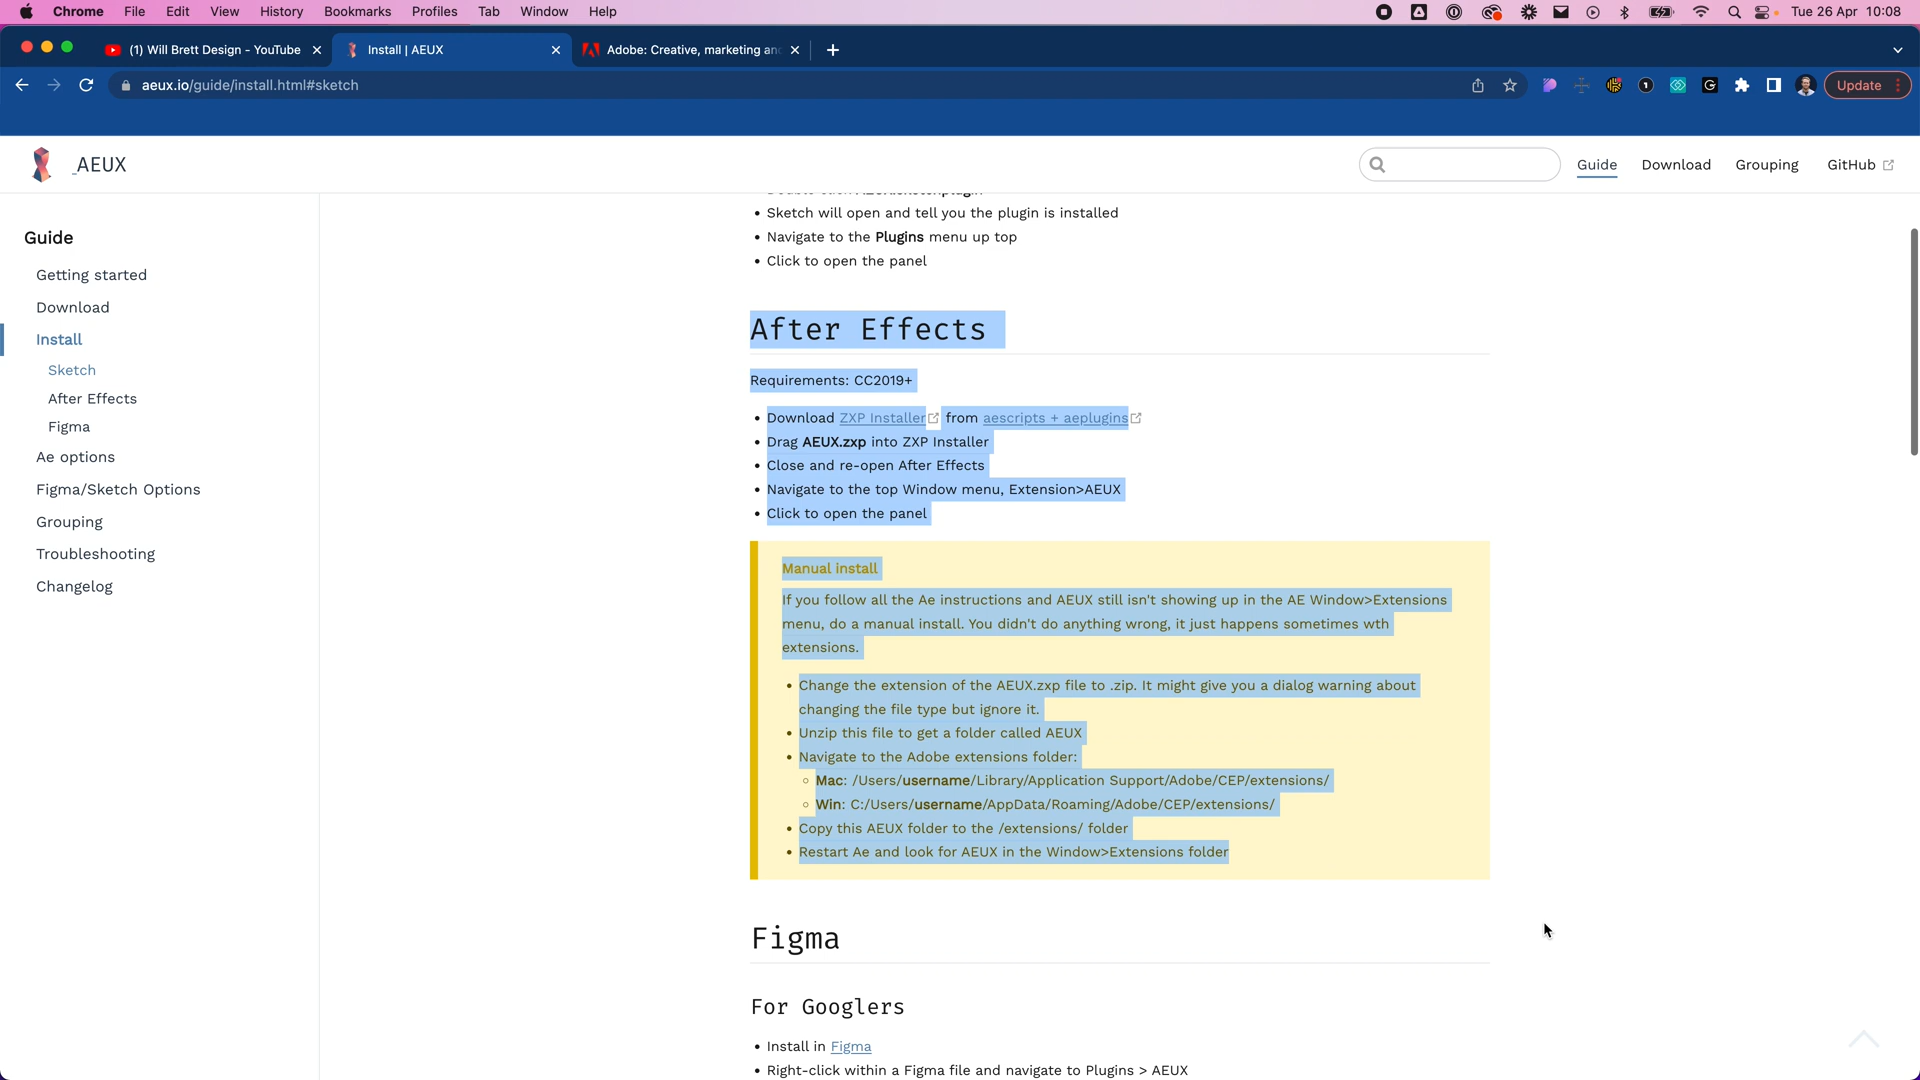 Chrome File Edit View History Bookmarks Profiles Tab Window Help Tue 26 Apr 10:08
(1) Will Brett Design - YouTube
Install | AEUX
Adobe: Creative, marketing an
aeux.io/guide/install.html#sketch
Update
_AEUX
Guide Download Grouping GitHub
Guide
Getting started
Download
Install
Sketch
After Effects
Figma
Ae options
Figma/Sketch Options
Grouping
Troubleshooting
Changelog
• Sketch will open and tell you the plugin is installed
• Navigate to the Plugins menu up top
• Click to open the panel
After Effects
Requirements: CC2019+
• Download ZXP Installer from aescripts + aeplugins
• Drag AEUX.zxp into ZXP Installer
• Close and re-open After Effects
• Navigate to the top Window menu, Extension>AEUX
• Click to open the panel
Manual install
If you follow all the Ae instructions and AEUX still isn't showing up in the AE Window>Extensions
menu, do a manual install. You didn't do anything wrong, it just happens sometimes wth
extensions.
• Change the extension of the AEUX.zxp file to .zip. It might give you a dialog warning about
changing the file type but ignore it.
• Unzip this file to get a folder called AEUX
• Navigate to the Adobe extensions folder:
◦ Mac: /Users/username/Library/Application Support/Adobe/CEP/extensions/
◦ Win: C:/Users/username/AppData/Roaming/Adobe/CEP/extensions/
• Copy this AEUX folder to the /extensions/ folder
• Restart Ae and look for AEUX in the Window>Extensions folder
Figma
For Googlers
• Install in Figma
• Right-click within a Figma file and navigate to Plugins > AEUX